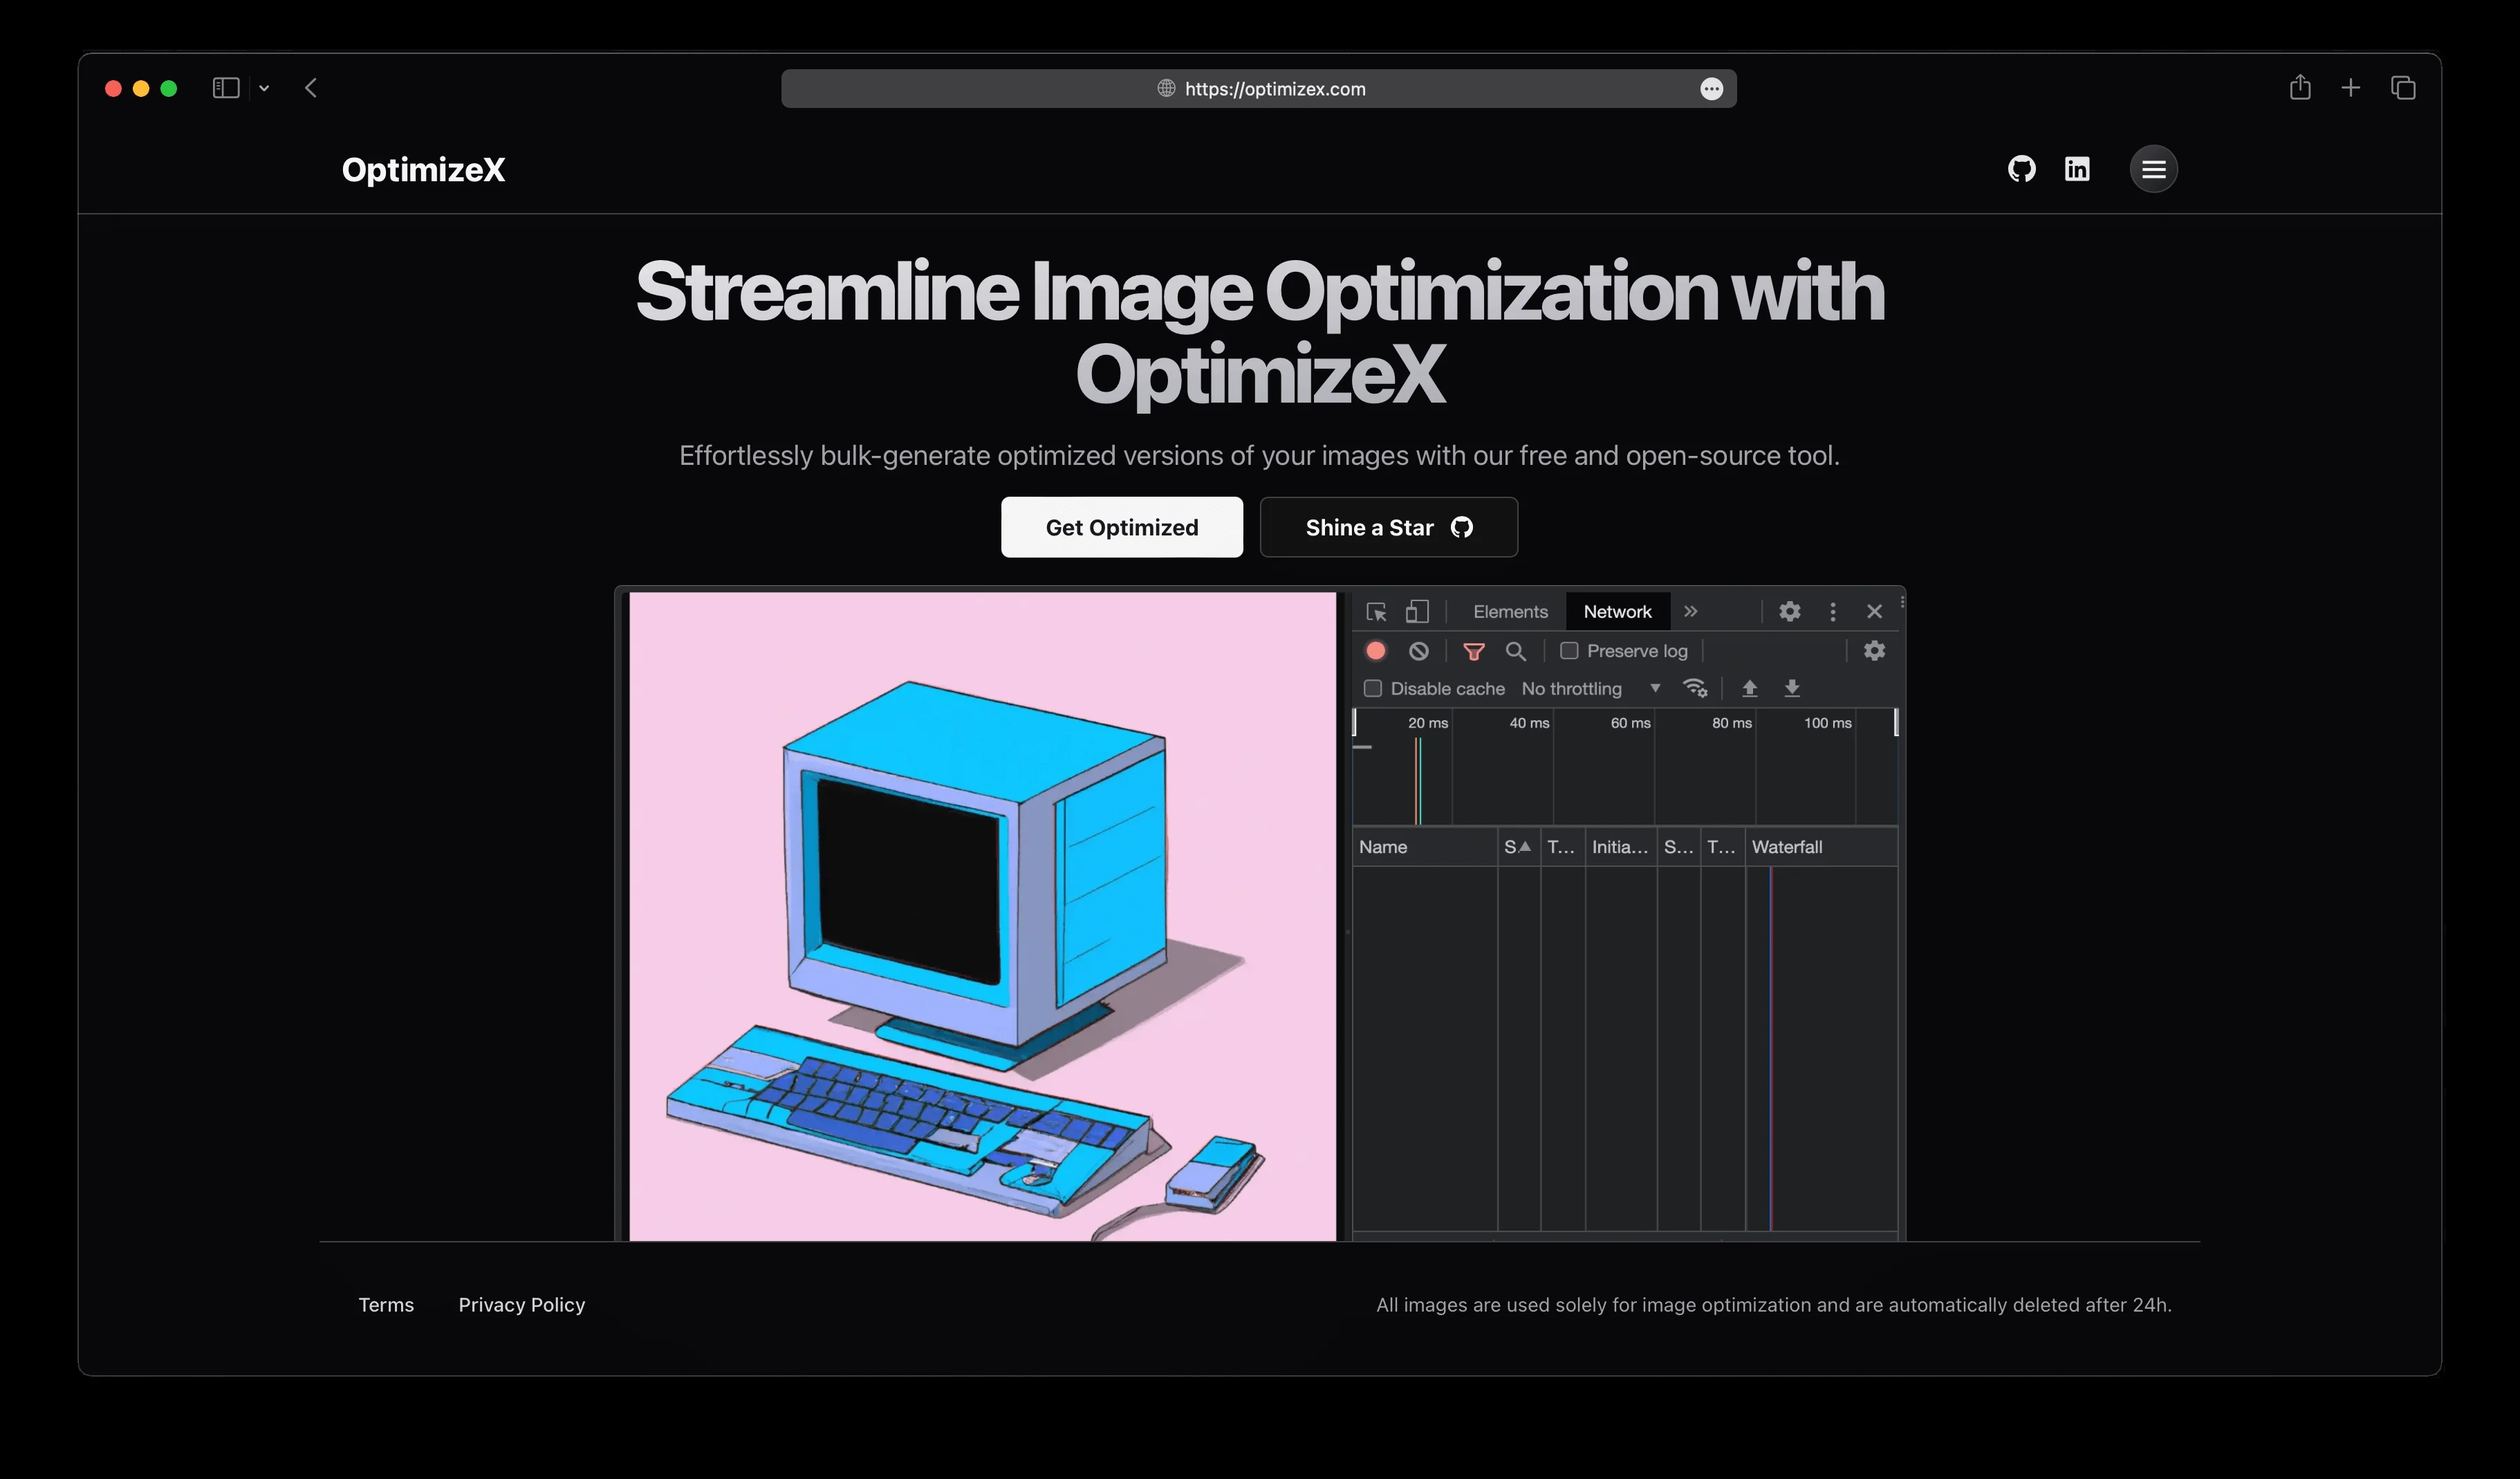 https://optimizex.com
OptimizeX
Streamline Image Optimization with
OptimizeX
Effortlessly bulk-generate optimized versions of your images with our free and open-source tool.
Get Optimized
Shine a Star
Elements Network
Preserve log
Disable cache No throttling
20 ms 40 ms 60 ms 80 ms 100 ms
Name S. T... Initia... S... T... Waterfall
Terms Privacy Policy
All images are used solely for image optimization and are automatically deleted after 24h.